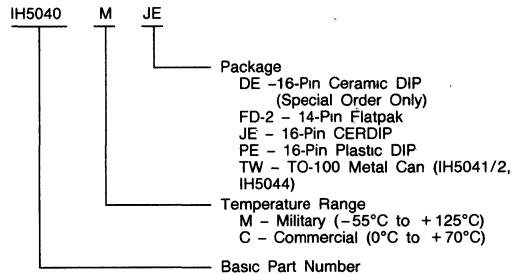 IH5040 M JE
Package
DE -16-Pin Ceramic DIP
(Special Order Only)
FD-2 – 14-Pin Flatpak
JE – 16-Pin CERDIP
PE – 16-Pin Plastic DIP
TW – TO-100 Metal Can (IH5041/2,
IH5044)
Temperature Range
M – Military (−55°C to +125°C)
C – Commercial (0°C to +70°C)
Basic Part Number